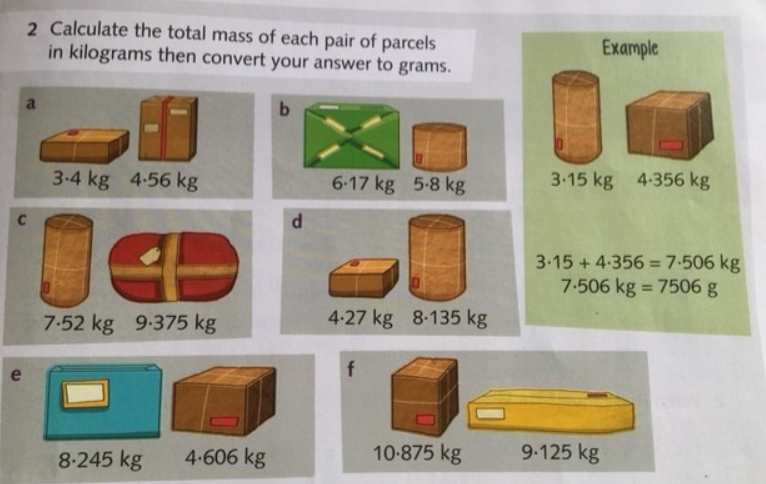 2 Calculate the total mass of each pair of parcels
in kilograms then convert your answer to grams.
Example
a
3·4 kg 4·56 kg
b
6·17 kg 5·8 kg
3·15 kg 4·356 kg
c
7·52 kg 9·375 kg
d
4·27 kg 8·135 kg
3·15 + 4·356 = 7·506 kg
7·506 kg = 7506 g
e
8·245 kg 4·606 kg
f
10·875 kg 9·125 kg